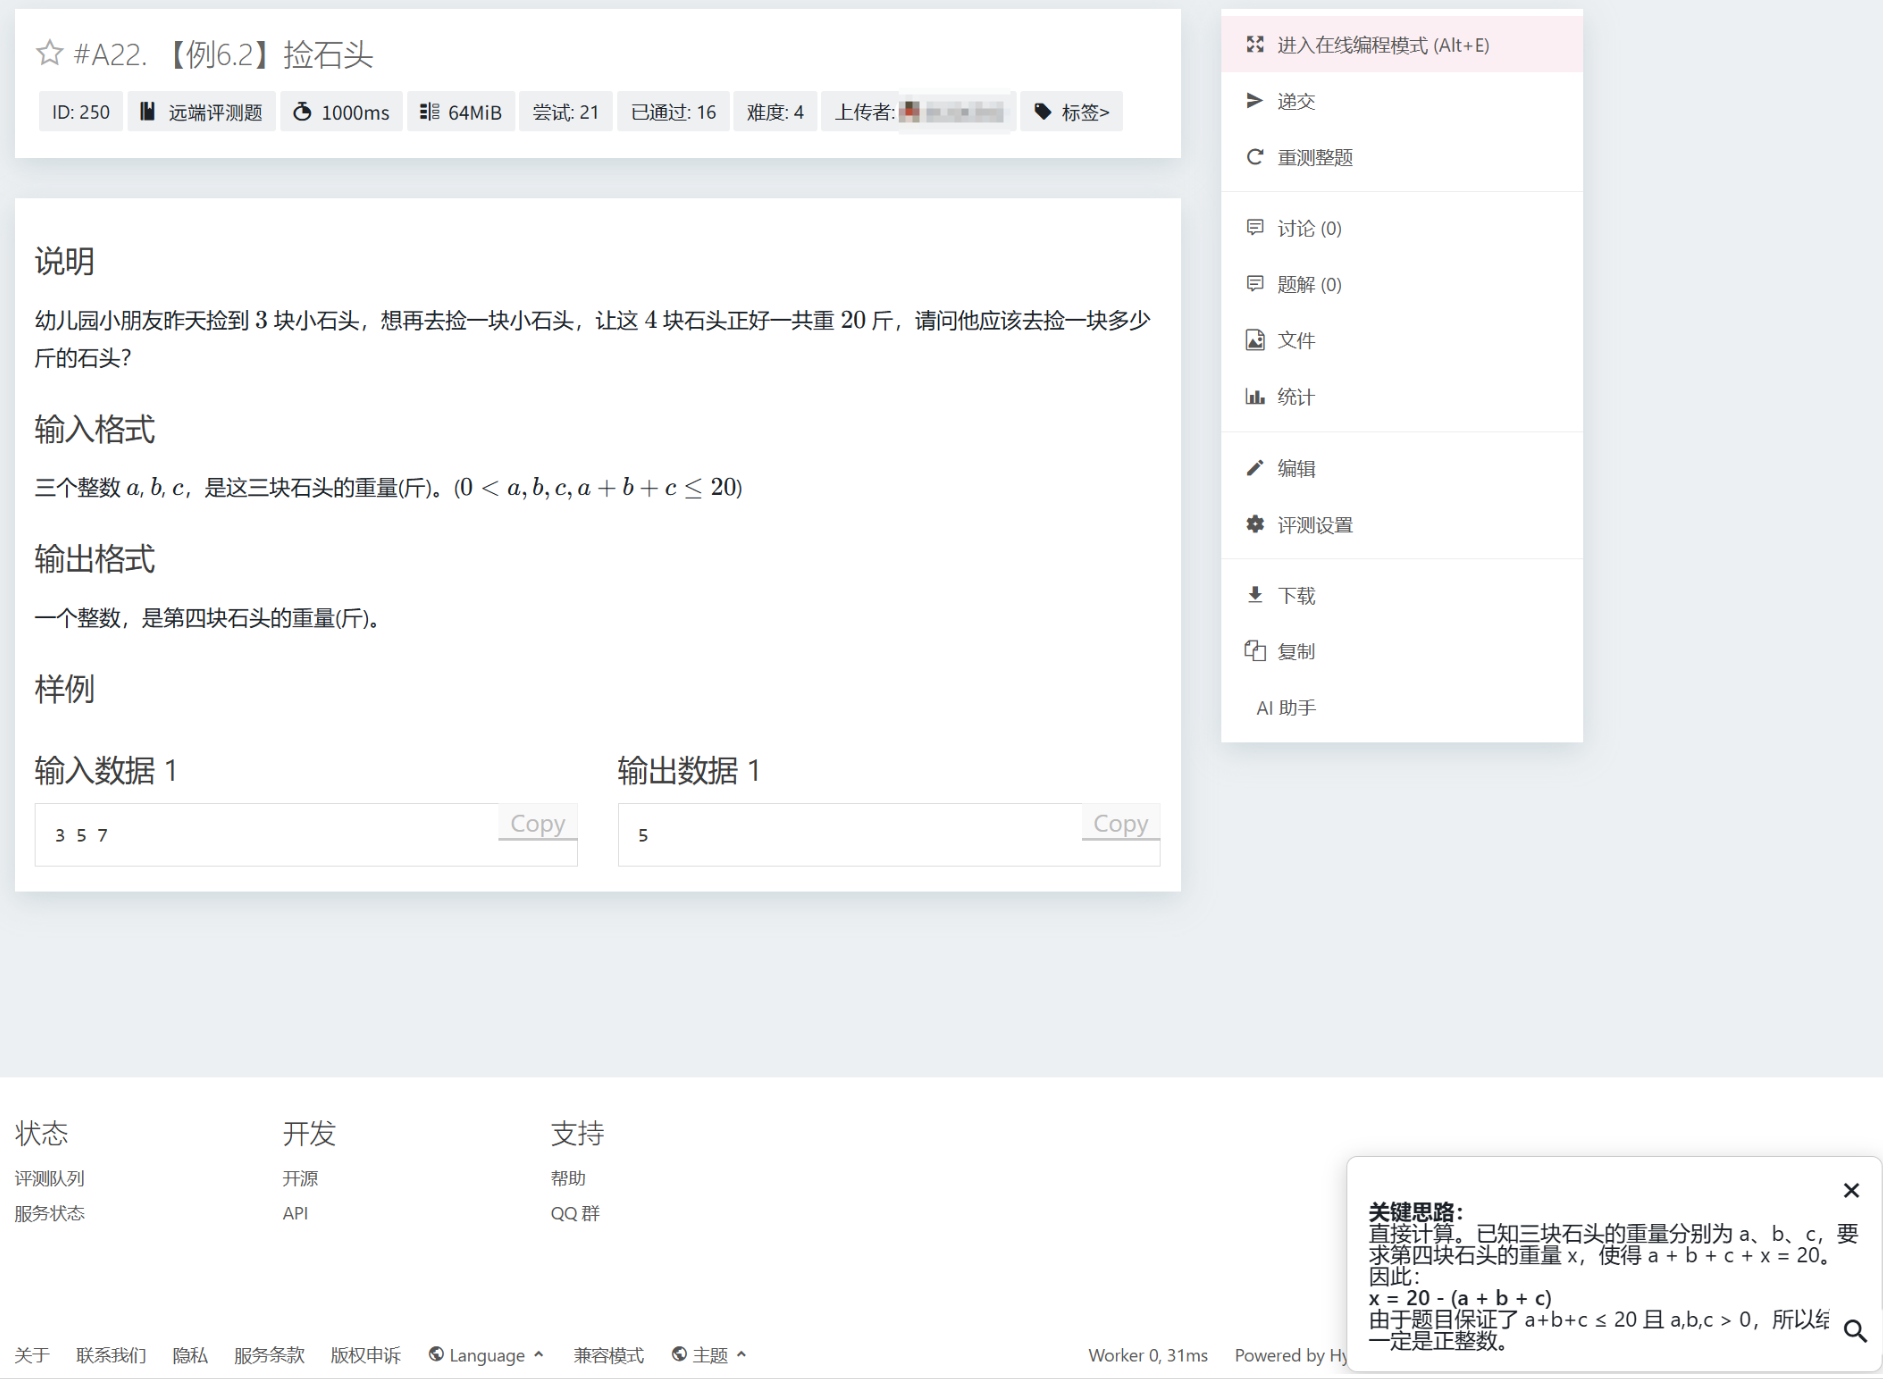 #A22. 【例6.2】捡石头
ID: 250 远端评测题 1000ms 64MiB 尝试: 21 已通过: 16 难度: 4 上传者: 标签>
说明
幼儿园小朋友昨天捡到 3 块小石头，想再去捡一块小石头，让这 4 块石头正好一共重 20 斤，请问他应该去捡一块多少
斤的石头？
输入格式
三个整数 a, b, c，是这三块石头的重量(斤)。(0 < a, b, c, a + b + c ≤ 20)
输出格式
一个整数，是第四块石头的重量(斤)。
样例
输入数据 1
Copy
3 5 7
输出数据 1
Copy
5
进入在线编程模式 (Alt+E)
递交
重测整题
讨论 (0)
题解 (0)
文件
统计
编辑
评测设置
下载
复制
AI 助手
状态
评测队列
服务状态
开发
开源
API
支持
帮助
QQ 群
关于 联系我们 隐私 服务条款 版权申诉 Language 兼容模式 主题
Worker 0, 31ms Powered by
关键思路：
直接计算。已知三块石头的重量分别为 a、b、c，要
求第四块石头的重量 x，使得 a + b + c + x = 20。
因此：
x = 20 - (a + b + c)
由于题目保证了 a+b+c ≤ 20 且 a,b,c > 0，所以
一定是正整数。